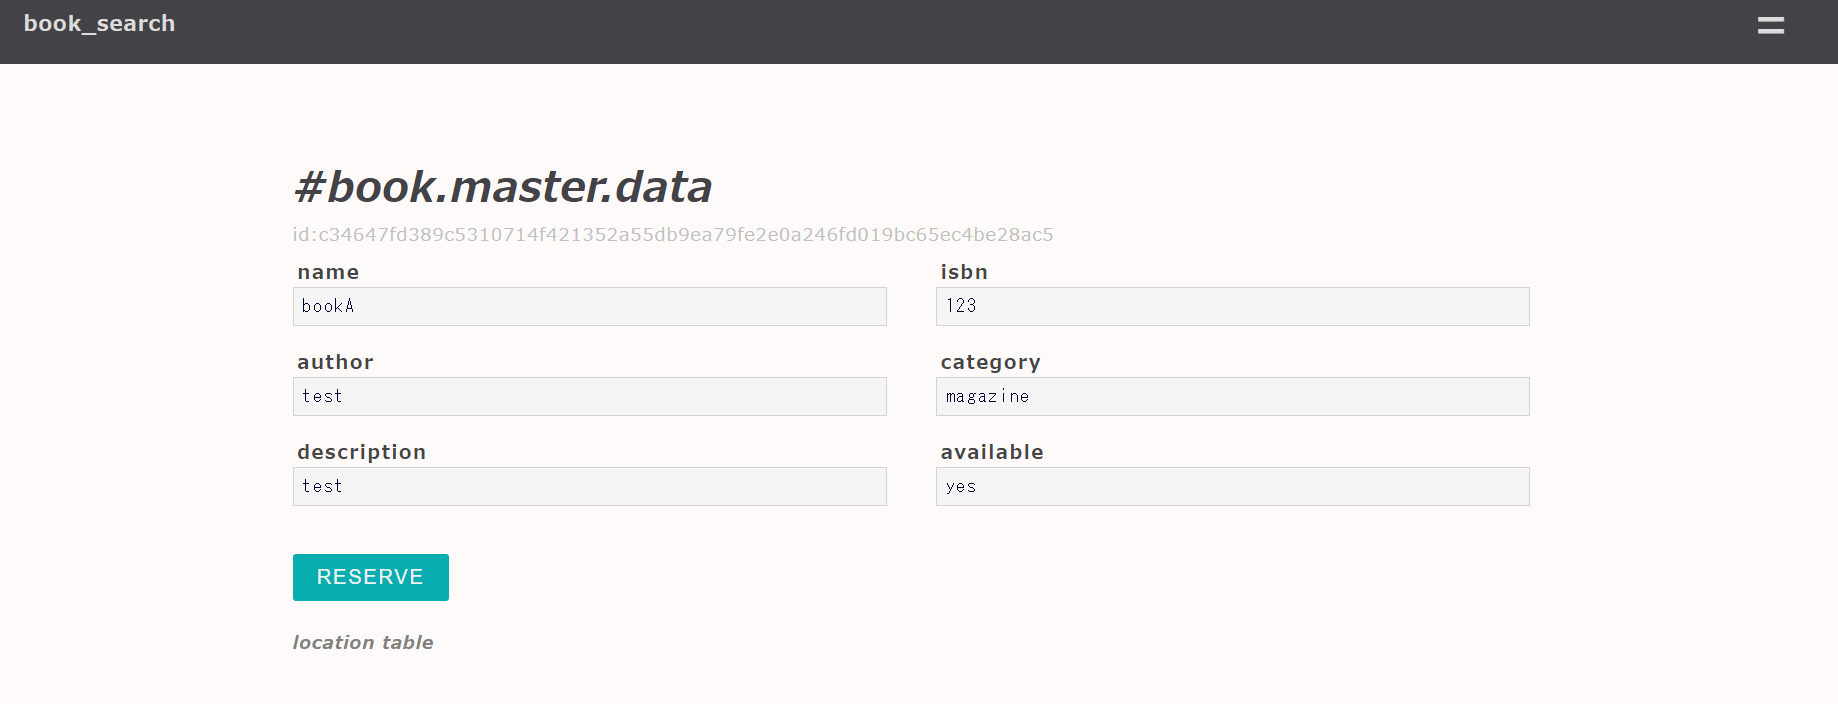 book_search
#book.master.data
id:c34647fd389c5310714f421352a55db9ea79fe2e0a246fd019bc65ec4be28ac5
name
isbn
bookA
123
author
category
test
magazine
description
available
test
yes
RESERVE
location table